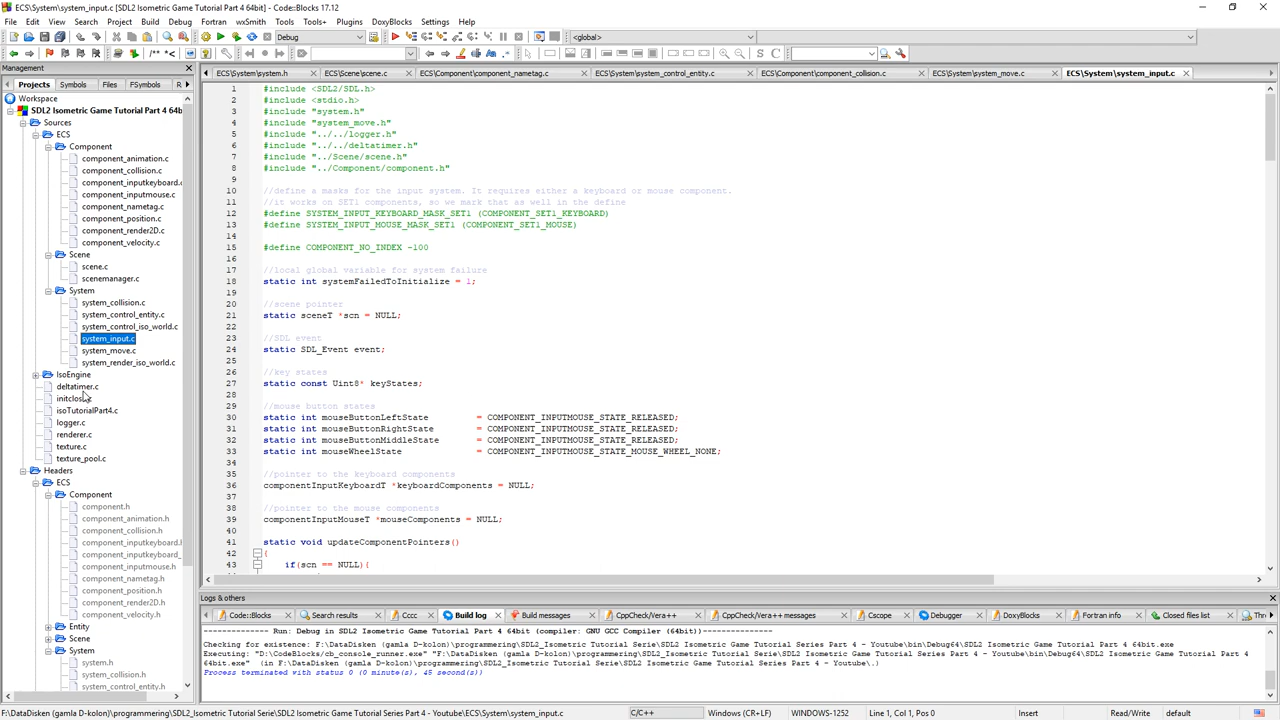 ECS\System\system_input.c [SDL2 Isometric Game Tutorial Part 4 64bit] - Code::Blocks 17.12
File Edit View Search Project Build Debug Fortran wxSmith Tools Tools+ Plugins DoxyBlocks Settings Help
Debug
<global>
/** *<
S C
Management
Projects Symbols Files FSymbols R
ECS\System\system.h ECS\Scene\scene.c ECS\Component\component_nametag.c ECS\System\system_control_entity.c ECS\Component\component_collision.c ECS\System\system_move.c ECS\System\system_input.c
Workspace
SDL2 Isometric Game Tutorial Part 4 64b
Sources
ECS
Component
component_animation.c
component_collision.c
component_inputkeyboard.c
component_inputmouse.c
component_nametag.c
component_position.c
component_render2D.c
component_velocity.c
Scene
scene.c
scenemanager.c
System
system_collision.c
system_control_entity.c
system_control_iso_world.c
system_input.c
system_move.c
system_render_iso_world.c
IsoEngine
deltatimer.c
initclose.c
isoTutorialPart4.c
logger.c
renderer.c
texture.c
texture_pool.c
Headers
ECS
Component
component.h
component_animation.h
component_collision.h
component_inputkeyboard.h
component_inputkeyboard_
component_inputmouse.h
component_nametag.h
component_position.h
component_render2D.h
component_velocity.h
Entity
Scene
System
system.h
system_collision.h
system_control_entity.h
1 #include <SDL2/SDL.h>
2 #include <stdio.h>
3 #include "system.h"
4 #include "system_move.h"
5 #include "../../logger.h"
6 #include "../../deltatimer.h"
7 #include "../Scene/scene.h"
8 #include "../Component/component.h"
9
10 //define a masks for the input system. It requires either a keyboard or mouse component.
11 //it works on SET1 components, so we mark that as well in the define
12 #define SYSTEM_INPUT_KEYBOARD_MASK_SET1 (COMPONENT_SET1_KEYBOARD)
13 #define SYSTEM_INPUT_MOUSE_MASK_SET1 (COMPONENT_SET1_MOUSE)
14
15 #define COMPONENT_NO_INDEX -100
16
17 //local global variable for system failure
18 static int systemFailedToInitialize = 1;
19
20 //scene pointer
21 static sceneT *scn = NULL;
22
23 //SDL event
24 static SDL_Event event;
25
26 //key states
27 static const Uint8* keyStates;
28
29 //mouse button states
30 static int mouseButtonLeftState = COMPONENT_INPUTMOUSE_STATE_RELEASED;
31 static int mouseButtonRightState = COMPONENT_INPUTMOUSE_STATE_RELEASED;
32 static int mouseButtonMiddleState = COMPONENT_INPUTMOUSE_STATE_RELEASED;
33 static int mouseWheelState = COMPONENT_INPUTMOUSE_STATE_MOUSE_WHEEL_NONE;
34
35 //pointer to the keyboard components
36 componentInputKeyboardT *keyboardComponents = NULL;
37
38 //pointer to the mouse components
39 componentInputMouseT *mouseComponents = NULL;
40
41 static void updateComponentPointers()
42 {
43 if(scn == NULL){
Logs & others
Code::Blocks Search results Cccc Build log Build messages CppCheck/Vera++ CppCheck/Vera++ messages Cscope Debugger DoxyBlocks Fortran info Closed files list Thr
-------------- Run: Debug in SDL2 Isometric Game Tutorial Part 4 64bit (compiler: GNU GCC Compiler (64bit))---------------
Checking for existence: F:\DataDisken (gamla D-kolon)\programmering\SDL2_Isometric Tutorial Serie\SDL2 Isometric Game Tutorial Series Part 4 - Youtube\bin\Debug64\SDL2 Isometric Game Tutorial Part 4 64bit.exe
Executing: "D:\CodeBlocks/cb_console_runner.exe" "F:\DataDisken (gamla D-kolon)\programmering\SDL2_Isometric Tutorial Serie\SDL2 Isometric Game Tutorial Series Part 4 - Youtube\bin\Debug64\SDL2 Isometric Game Tutorial Part 4
64bit.exe" (in F:\DataDisken (gamla D-kolon)\programmering\SDL2_Isometric Tutorial Serie\SDL2 Isometric Game Tutorial Series Part 4 - Youtube\.)
Process terminated with status 0 (0 minute(s), 45 second(s))
F:\DataDisken (gamla D-kolon)\programmering\SDL2_Isometric Tutorial Serie\SDL2 Isometric Game Tutorial Series Part 4 - Youtube\ECS\System\system_input.c C/C++ Windows (CR+LF) WINDOWS-1252 Line 1, Col 1, Pos 0 Insert Read/Write default